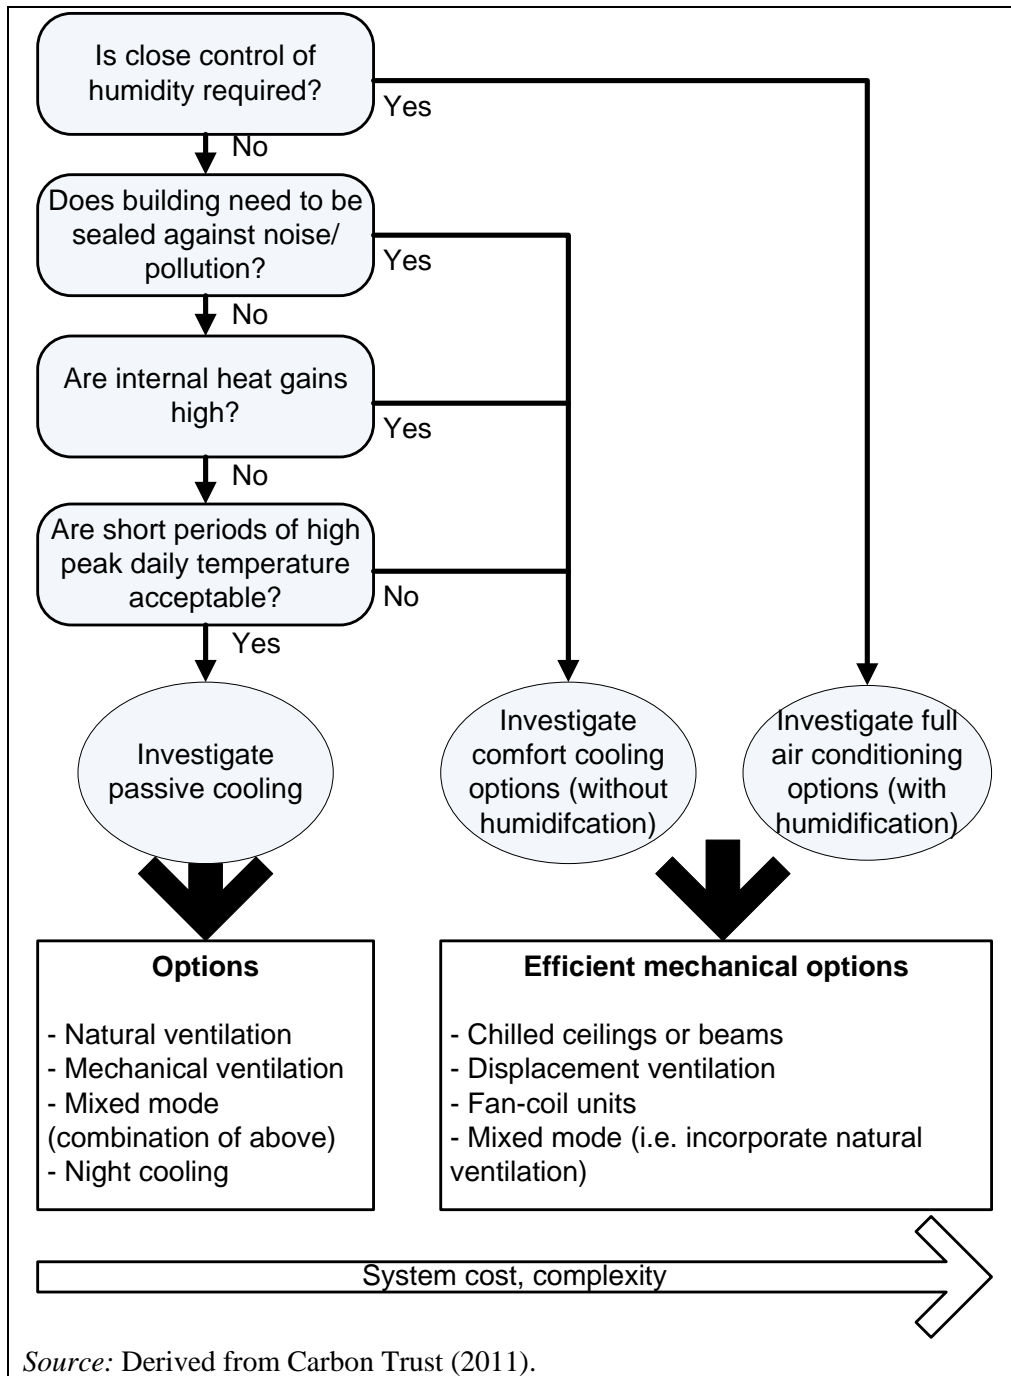 Is close control of
humidity required?
Yes
No
Does building need to be
sealed against noise/
pollution?
Yes
No
Are internal heat gains
high?
Yes
No
Are short periods of high
peak daily temperature
acceptable?
No
Yes
Investigate
passive cooling
Investigate
comfort cooling
options (without
humidifcation)
Investigate full
air conditioning
options (with
humidification)
Options
- Natural ventilation
- Mechanical ventilation
- Mixed mode
(combination of above)
- Night cooling
Efficient mechanical options
- Chilled ceilings or beams
- Displacement ventilation
- Fan-coil units
- Mixed mode (i.e. incorporate natural
ventilation)
System cost, complexity
Source: Derived from Carbon Trust (2011).